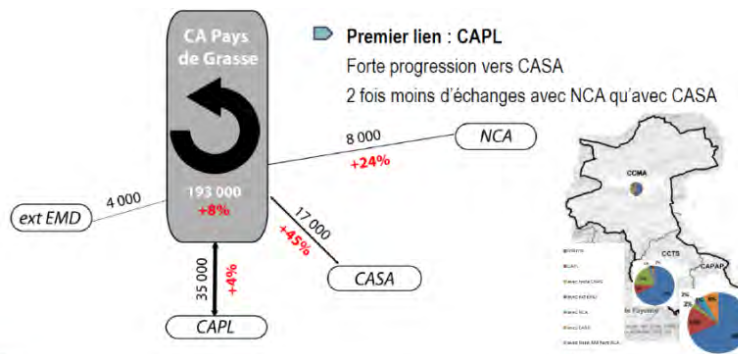 CA Pays
de Grasse
193 000
+8%
Premier lien : CAPL
Forte progression vers CASA
2 fois moins d'échanges avec NCA qu'avec CASA
8 000
+24%
NCA
4 000
ext EMD
17 000
+45%
CASA
35 000
+4%
CAPL
CCMA
CCTS
CAPAP